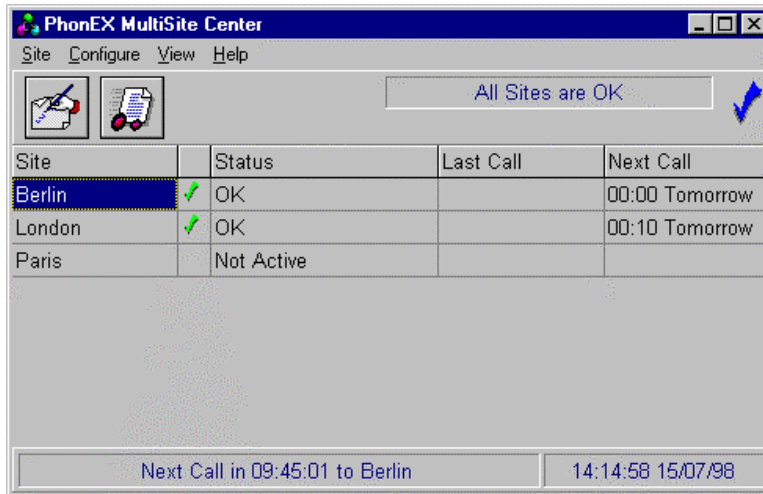 PhonEX MultiSite Center
Site Configure View Help
All Sites are OK
Site Status Last Call Next Call
Berlin OK 00:00 Tomorrow
London OK 00:10 Tomorrow
Paris Not Active
Next Call in 09:45:01 to Berlin 14:14:58 15/07/98